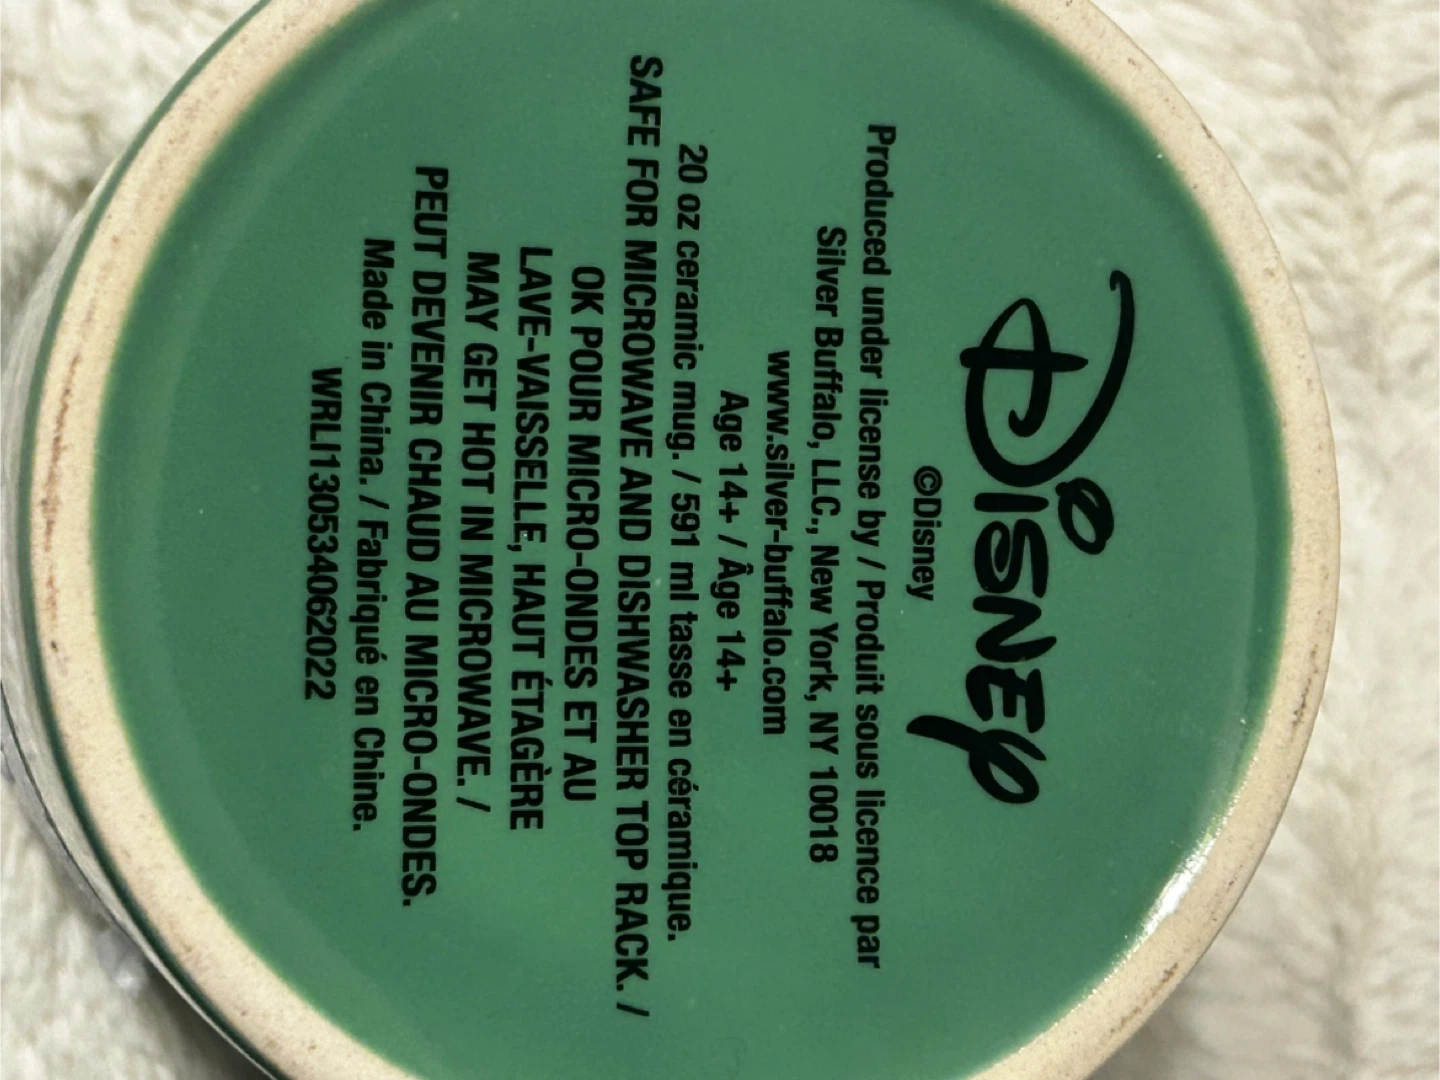 Disney
©Disney
Produced under license by / Produit sous licence par
Silver Buffalo, LLC., New York, NY 10018
www.silver-buffalo.com
Age 14+ / Âge 14+
20 oz ceramic mug. / 591 ml tasse en céramique.
SAFE FOR MICROWAVE AND DISHWASHER TOP RACK. /
OK POUR MICRO-ONDES ET AU
LAVE-VAISSELLE, HAUT ÉTAGÈRE
MAY GET HOT IN MICROWAVE. /
PEUT DEVENIR CHAUD AU MICRO-ONDES.
Made in China. / Fabriqué en Chine.
WRLI1305340622022